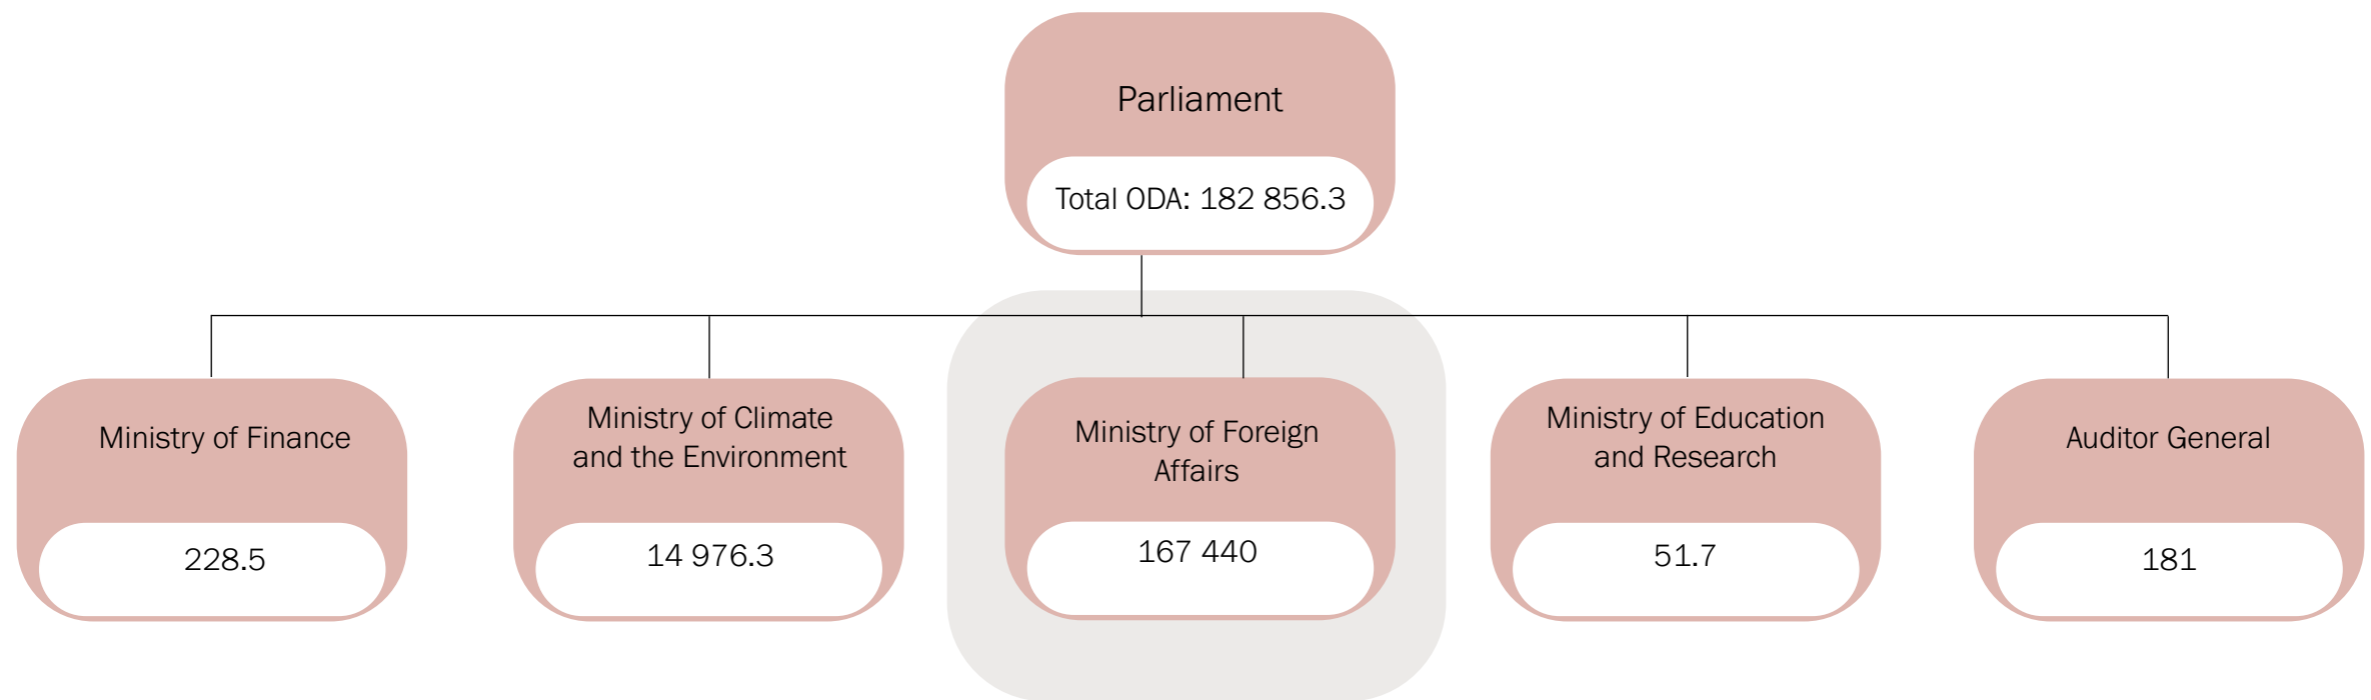 Parliament
Total ODA: 182 856.3
Ministry of Finance
228.5
Ministry of Climate
and the Environment
14 976.3
Ministry of Foreign
Affairs
167 440
Ministry of Education
and Research
51.7
Auditor General
181